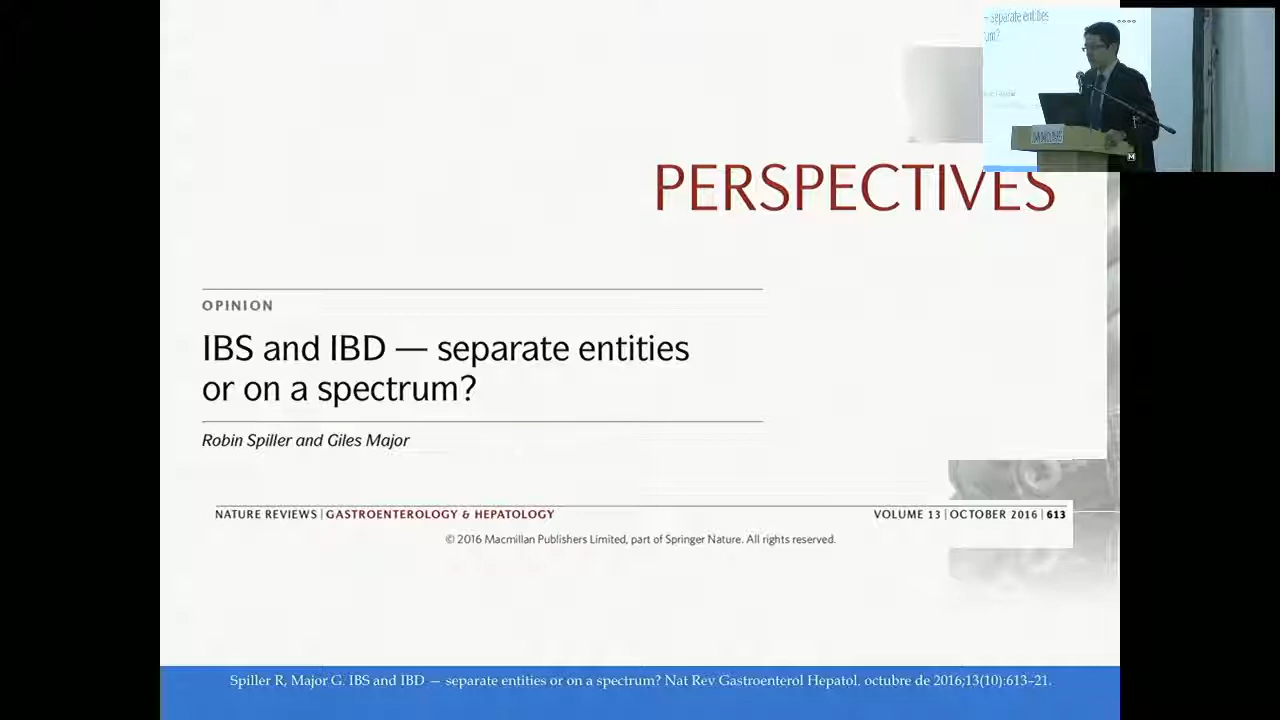 – separate entities
PERSPECTIVES
OPINION
IBS and IBD — separate entities
or on a spectrum?
Robin Spiller and Giles Major
NATURE REVIEWS | GASTROENTEROLOGY & HEPATOLOGY
VOLUME 13 | OCTOBER 2016 | 613
© 2016 Macmillan Publishers Limited, part of Springer Nature. All rights reserved.
Spiller R, Major G. IBS and IBD — separate entities or on a spectrum? Nat Rev Gastroenterol Hepatol. octubre de 2016;13(10):613–21.